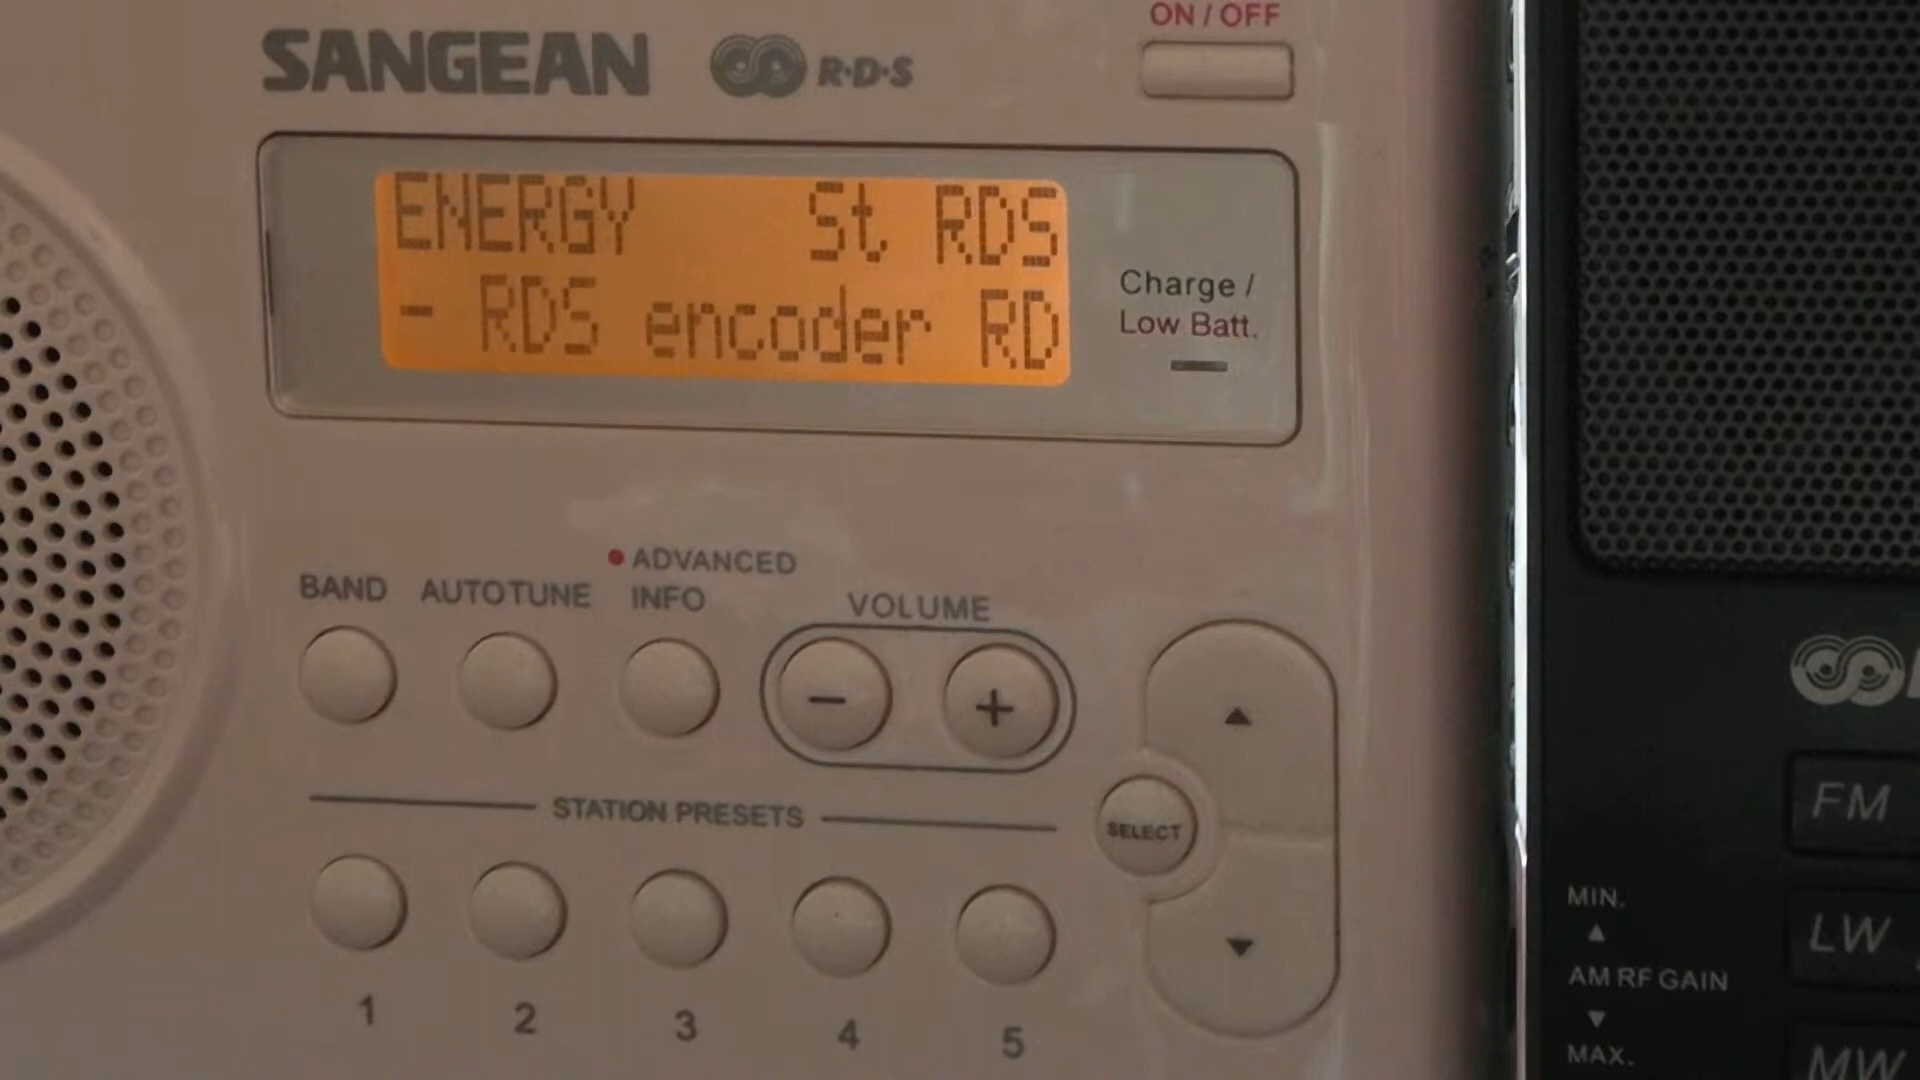 ON / OFF
SANGEAN R·D·S
ENERGY St RDS
- RDS encoder RD
Charge /
Low Batt.
ADVANCED
BAND AUTOTUNE INFO VOLUME
- +
STATION PRESETS
SELECT
1 2 3 4 5
FM
MIN.
LW
AM RF GAIN
MAX.
MW